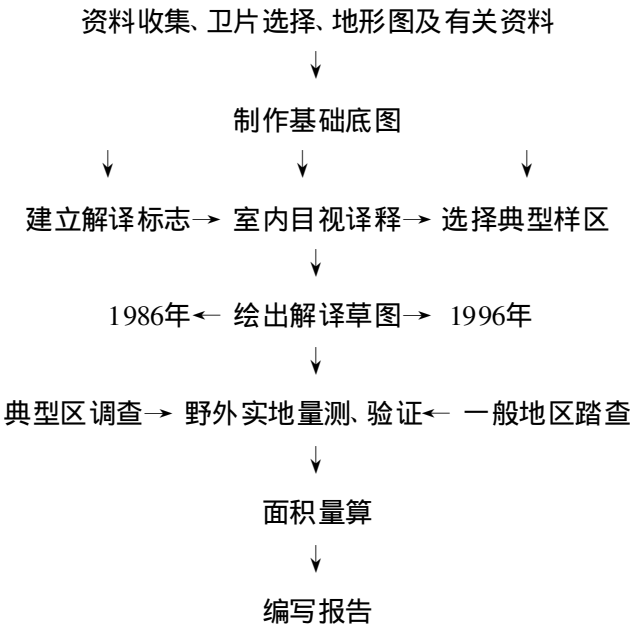 资料收集、卫片选择、地形图及有关资料
↓
制作基础底图
↓ ↓ ↓
建立解译标志→ 室内目视译释→ 选择典型样区
↓
1986年← 绘出解译草图→ 1996年
↓
典型区调查→ 野外实地量测、验证← 一般地区踏查
↓
面积量算
↓
编写报告